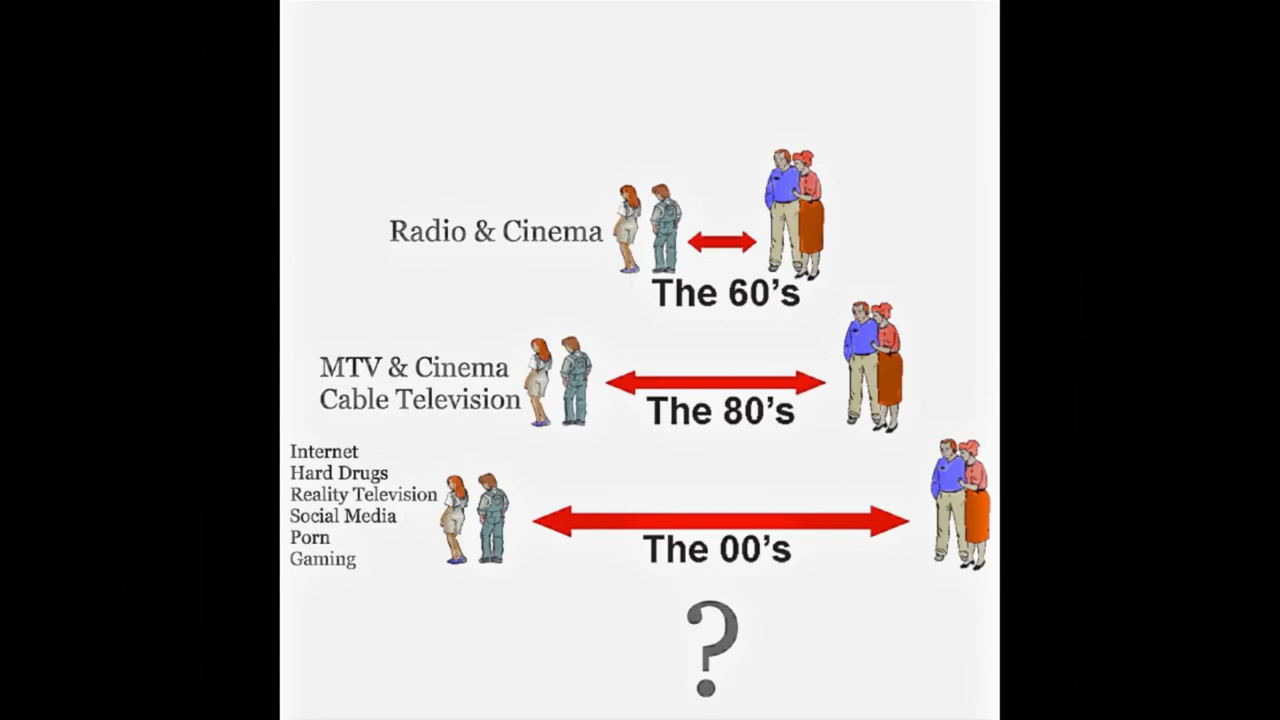 Radio & Cinema
The 60's
MTV & Cinema
Cable Television
The 80's
Internet
Hard Drugs
Reality Television
Social Media
Porn
Gaming
The 00's
?